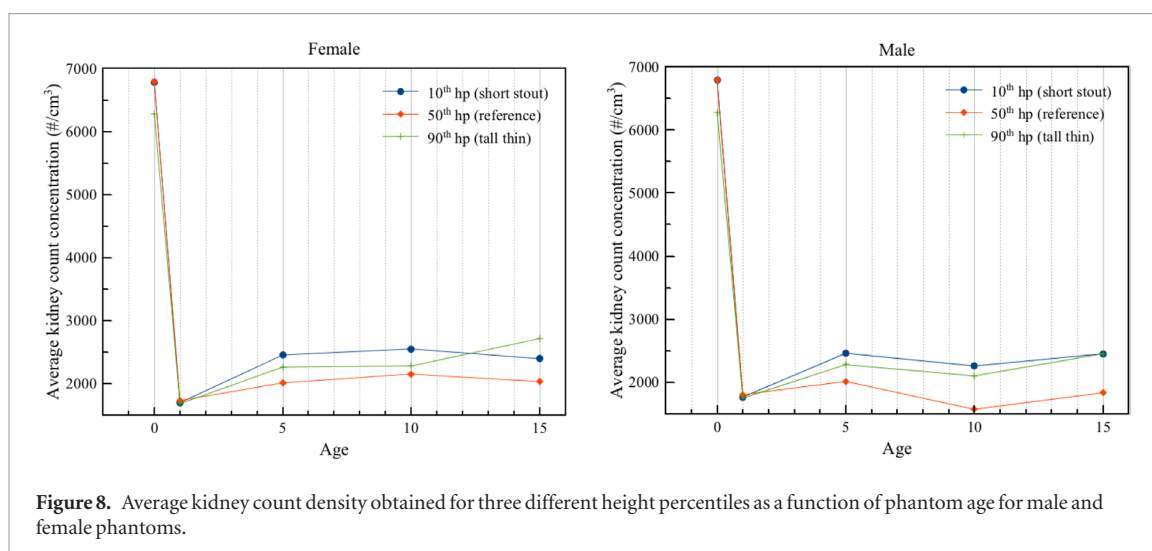 Female
Average kidney count concentration (#/cm³)
7000
6000
5000
4000
3000
2000
10th hp (short stout)
50th hp (reference)
90th hp (tall thin)
0
5
10
15
Age
Male
Average kidney count concentration (#/cm³)
7000
6000
5000
4000
3000
2000
10th hp (short stout)
50th hp (reference)
90th hp (tall thin)
0
5
10
15
Age
Figure 8. Average kidney count density obtained for three different height percentiles as a function of phantom age for male and
female phantoms.